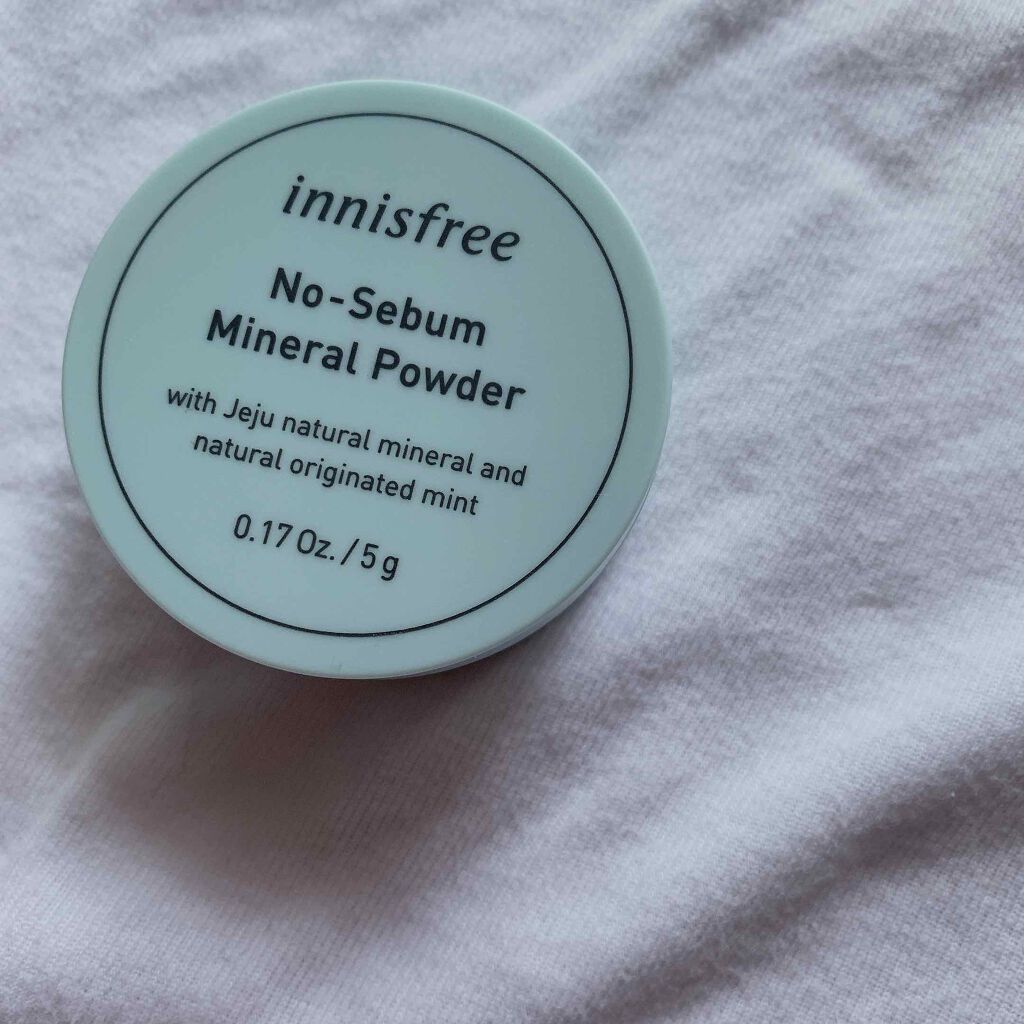 innisfree
No-Sebum
Mineral Powder
with Jeju natural mineral and
natural originated mint
0.17 Oz. / 5 g